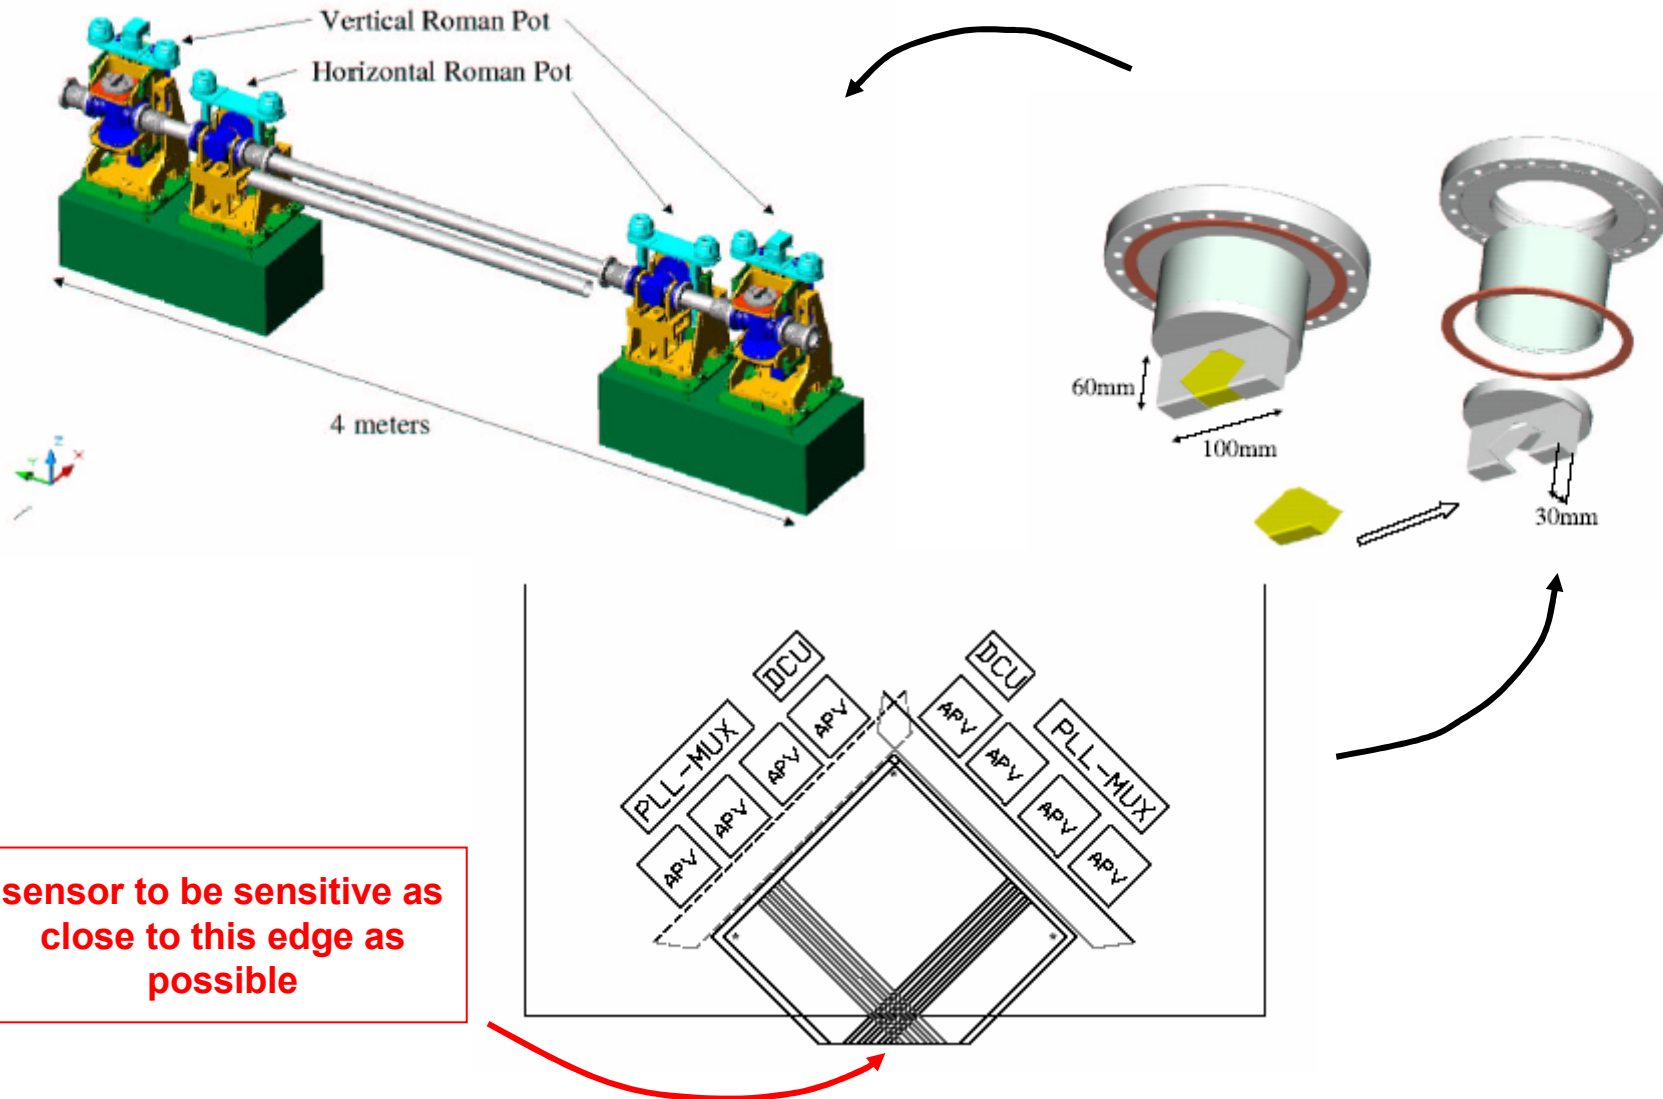 Vertical Roman Pot
Horizontal Roman Pot
4 meters
Z
Y
X
60mm
100mm
30mm
DCU
DCU
PLL-MUX
PLL-MUX
APV
APV
APV
APV
APV
APV
APV
APV
sensor to be sensitive as
close to this edge as
possible